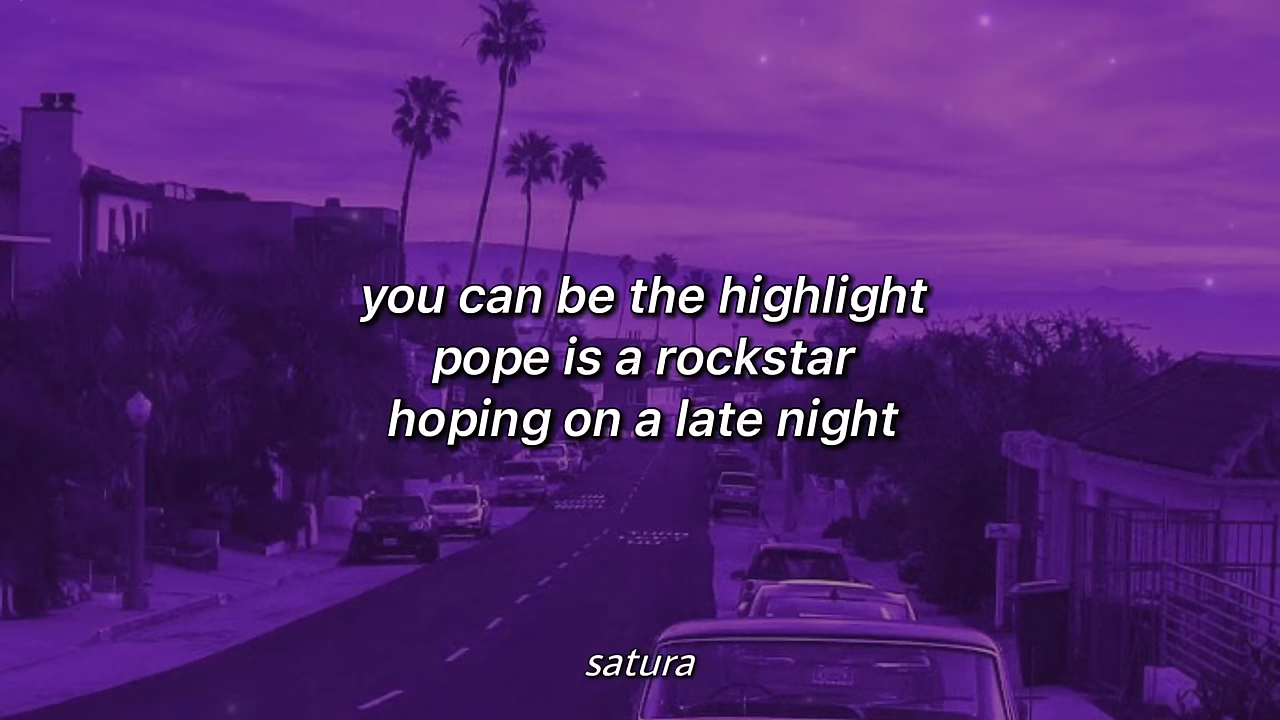 you can be the highlight
pope is a rockstar
hoping on a late night
satura